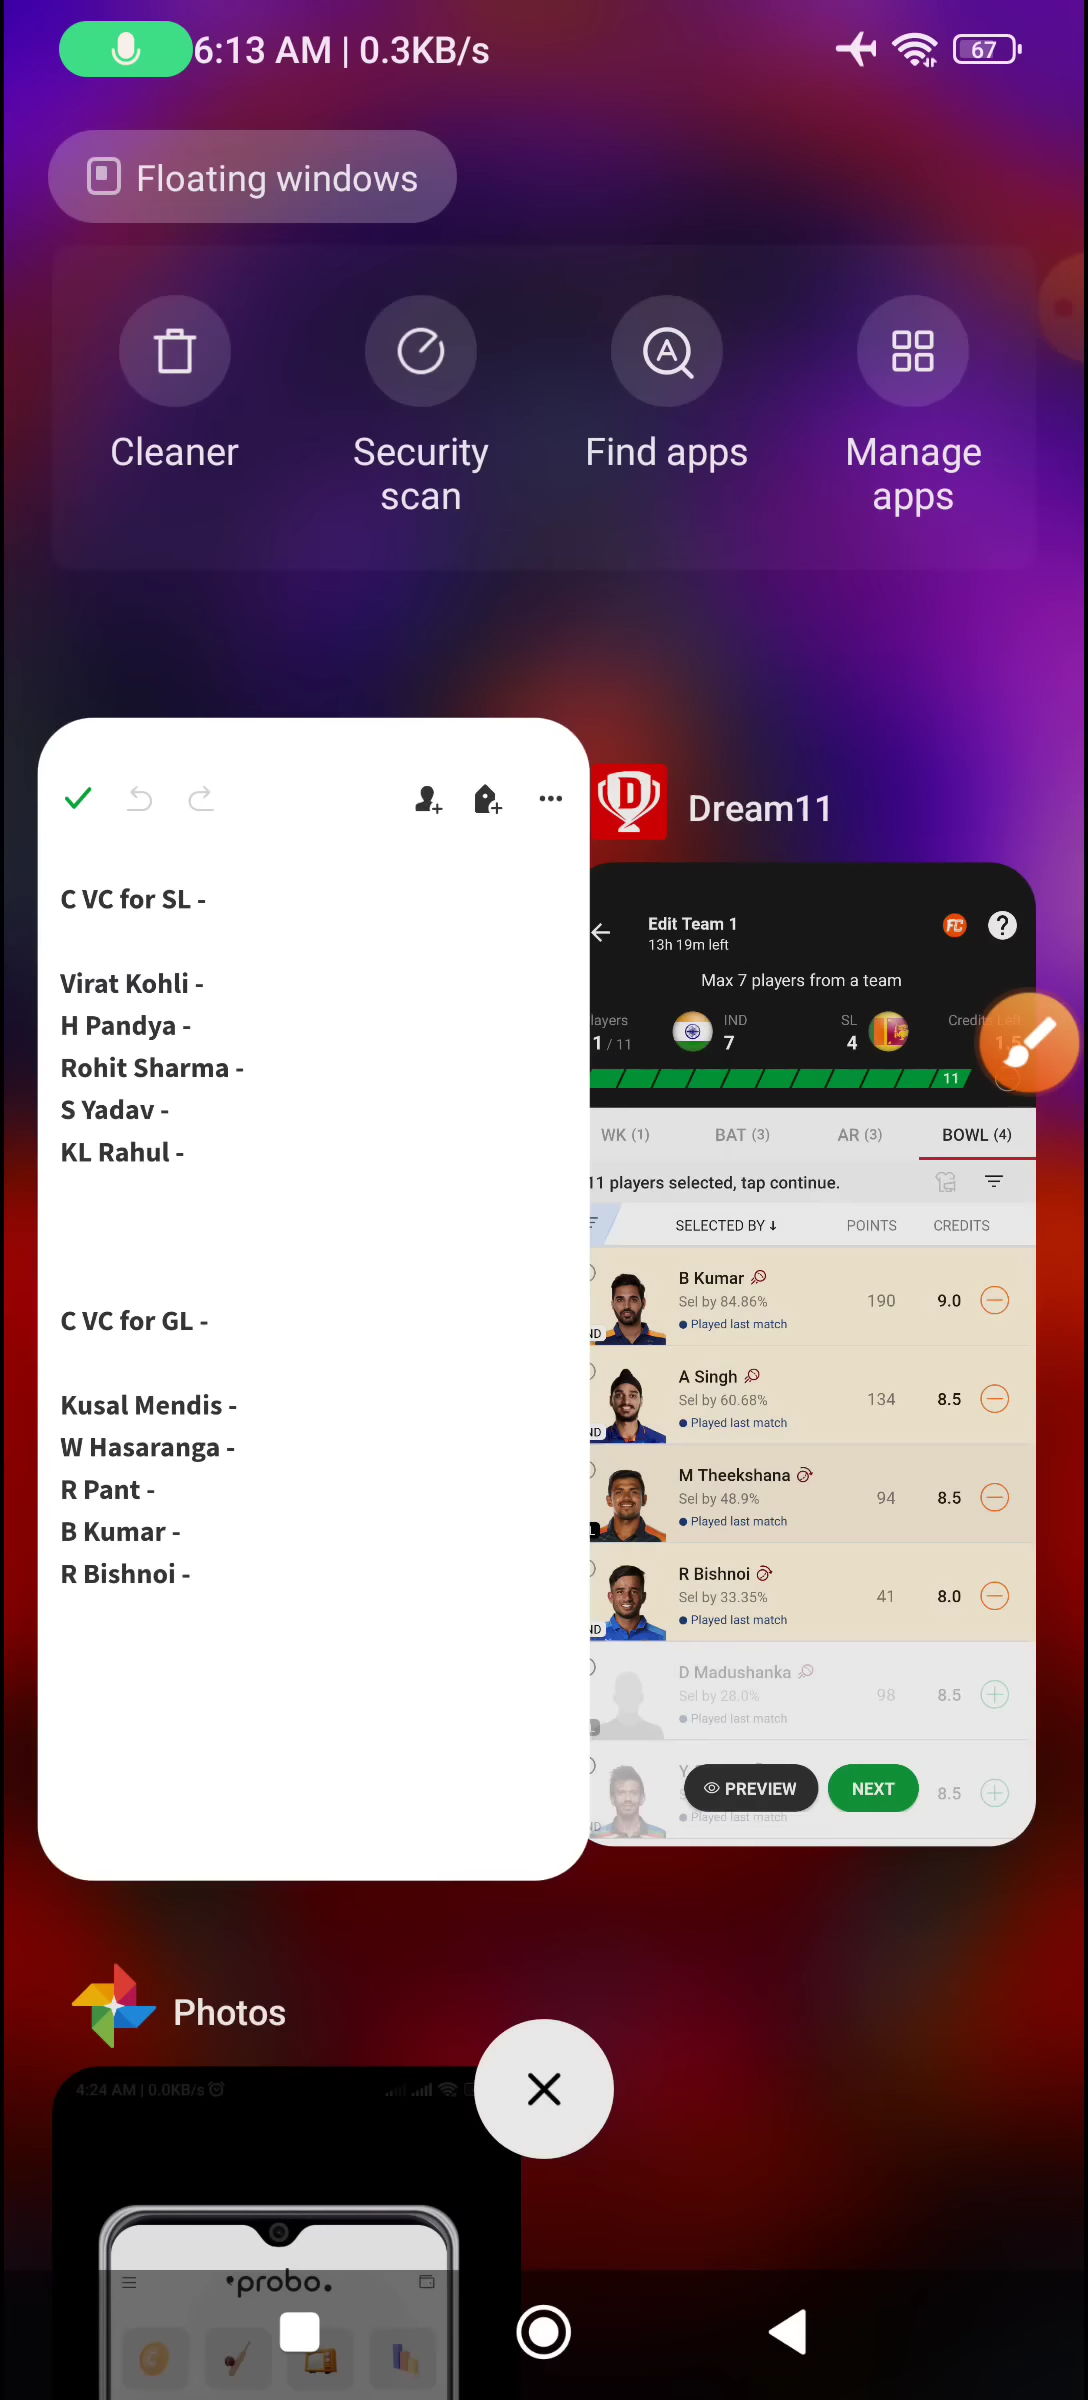 6:13 AM | 0.3KB/s
67
Floating windows
Cleaner
Security scan
Find apps
Manage apps
C VC for SL -
Virat Kohli -
H Pandya -
Rohit Sharma -
S Yadav -
KL Rahul -
C VC for GL -
Kusal Mendis -
W Hasaranga -
R Pant -
B Kumar -
R Bishnoi -
Dream11
Edit Team 1
FC ?
13h 19m left
Max 7 players from a team
IND
SL
7
4
1 / 11
1.5
11
WK (1)
BAT (3)
AR (3)
BOWL (4)
11 players selected, tap continue.
SELECTED BY ↓
POINTS
CREDITS
B Kumar
Sel by 84.86%
190
9.0
Played last match
A Singh
Sel by 60.68%
134
8.5
Played last match
M Theekshana
Sel by 48.9%
94
8.5
Played last match
R Bishnoi
Sel by 33.35%
41
8.0
Played last match
D Madushanka
Sel by 28.0%
98
8.5
Played last match
8.5
PREVIEW
NEXT
Played last match
Photos
4:24 AM | 0.0KB/s
probo.